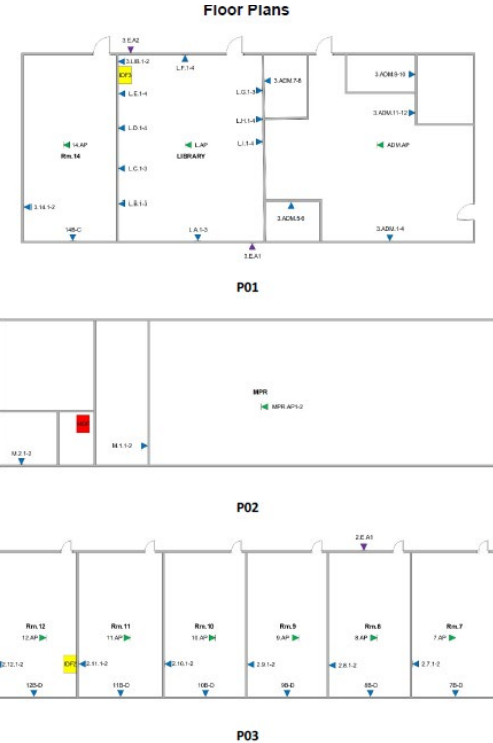 Floor Plans
3.E.A2
3.LIB.1-2
L.F.1-4
IDF3
3.ADM.7-8
3.ADM.9-10
L.E.1-4
L.G.1-3
3.ADM.11-12
L.D.1-4
L.H.1-4
14.AP
L.AP
L.I.1-4
ADM.AP
Rm.14
LIBRARY
L.C.1-3
L.B.1-3
3.14.1-2
3.ADM.5-6
14B-C
L.A.1-3
3.ADM.1-4
3.E.A1
P01
MPR
MPR.AP1-2
M.1.1-2
M.2.1-2
P02
2.E.A1
Rm.12
Rm.11
Rm.10
Rm.9
Rm.8
Rm.7
12.AP
11.AP
10.AP
9.AP
8.AP
7.AP
2.12.1-2
IDF2
2.11.1-2
2.10.1-2
2.9.1-2
2.8.1-2
2.7.1-2
12B-D
11B-D
10B-D
9B-D
8B-D
7B-D
P03